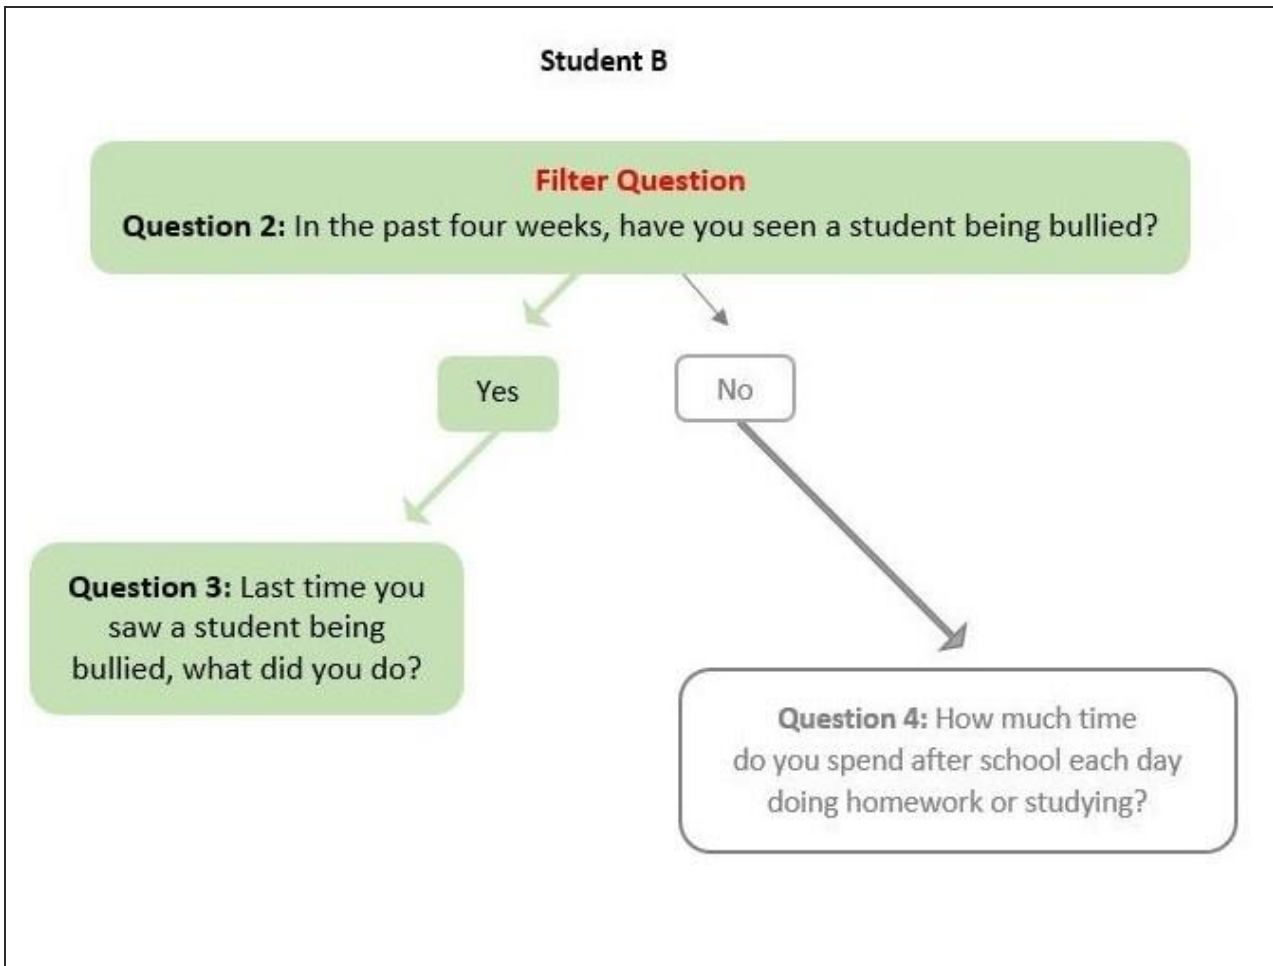 Student B
Filter Question
Question 2: In the past four weeks, have you seen a student being bullied?
Yes
No
Question 3: Last time you
saw a student being
bullied, what did you do?
Question 4: How much time
do you spend after school each day
doing homework or studying?